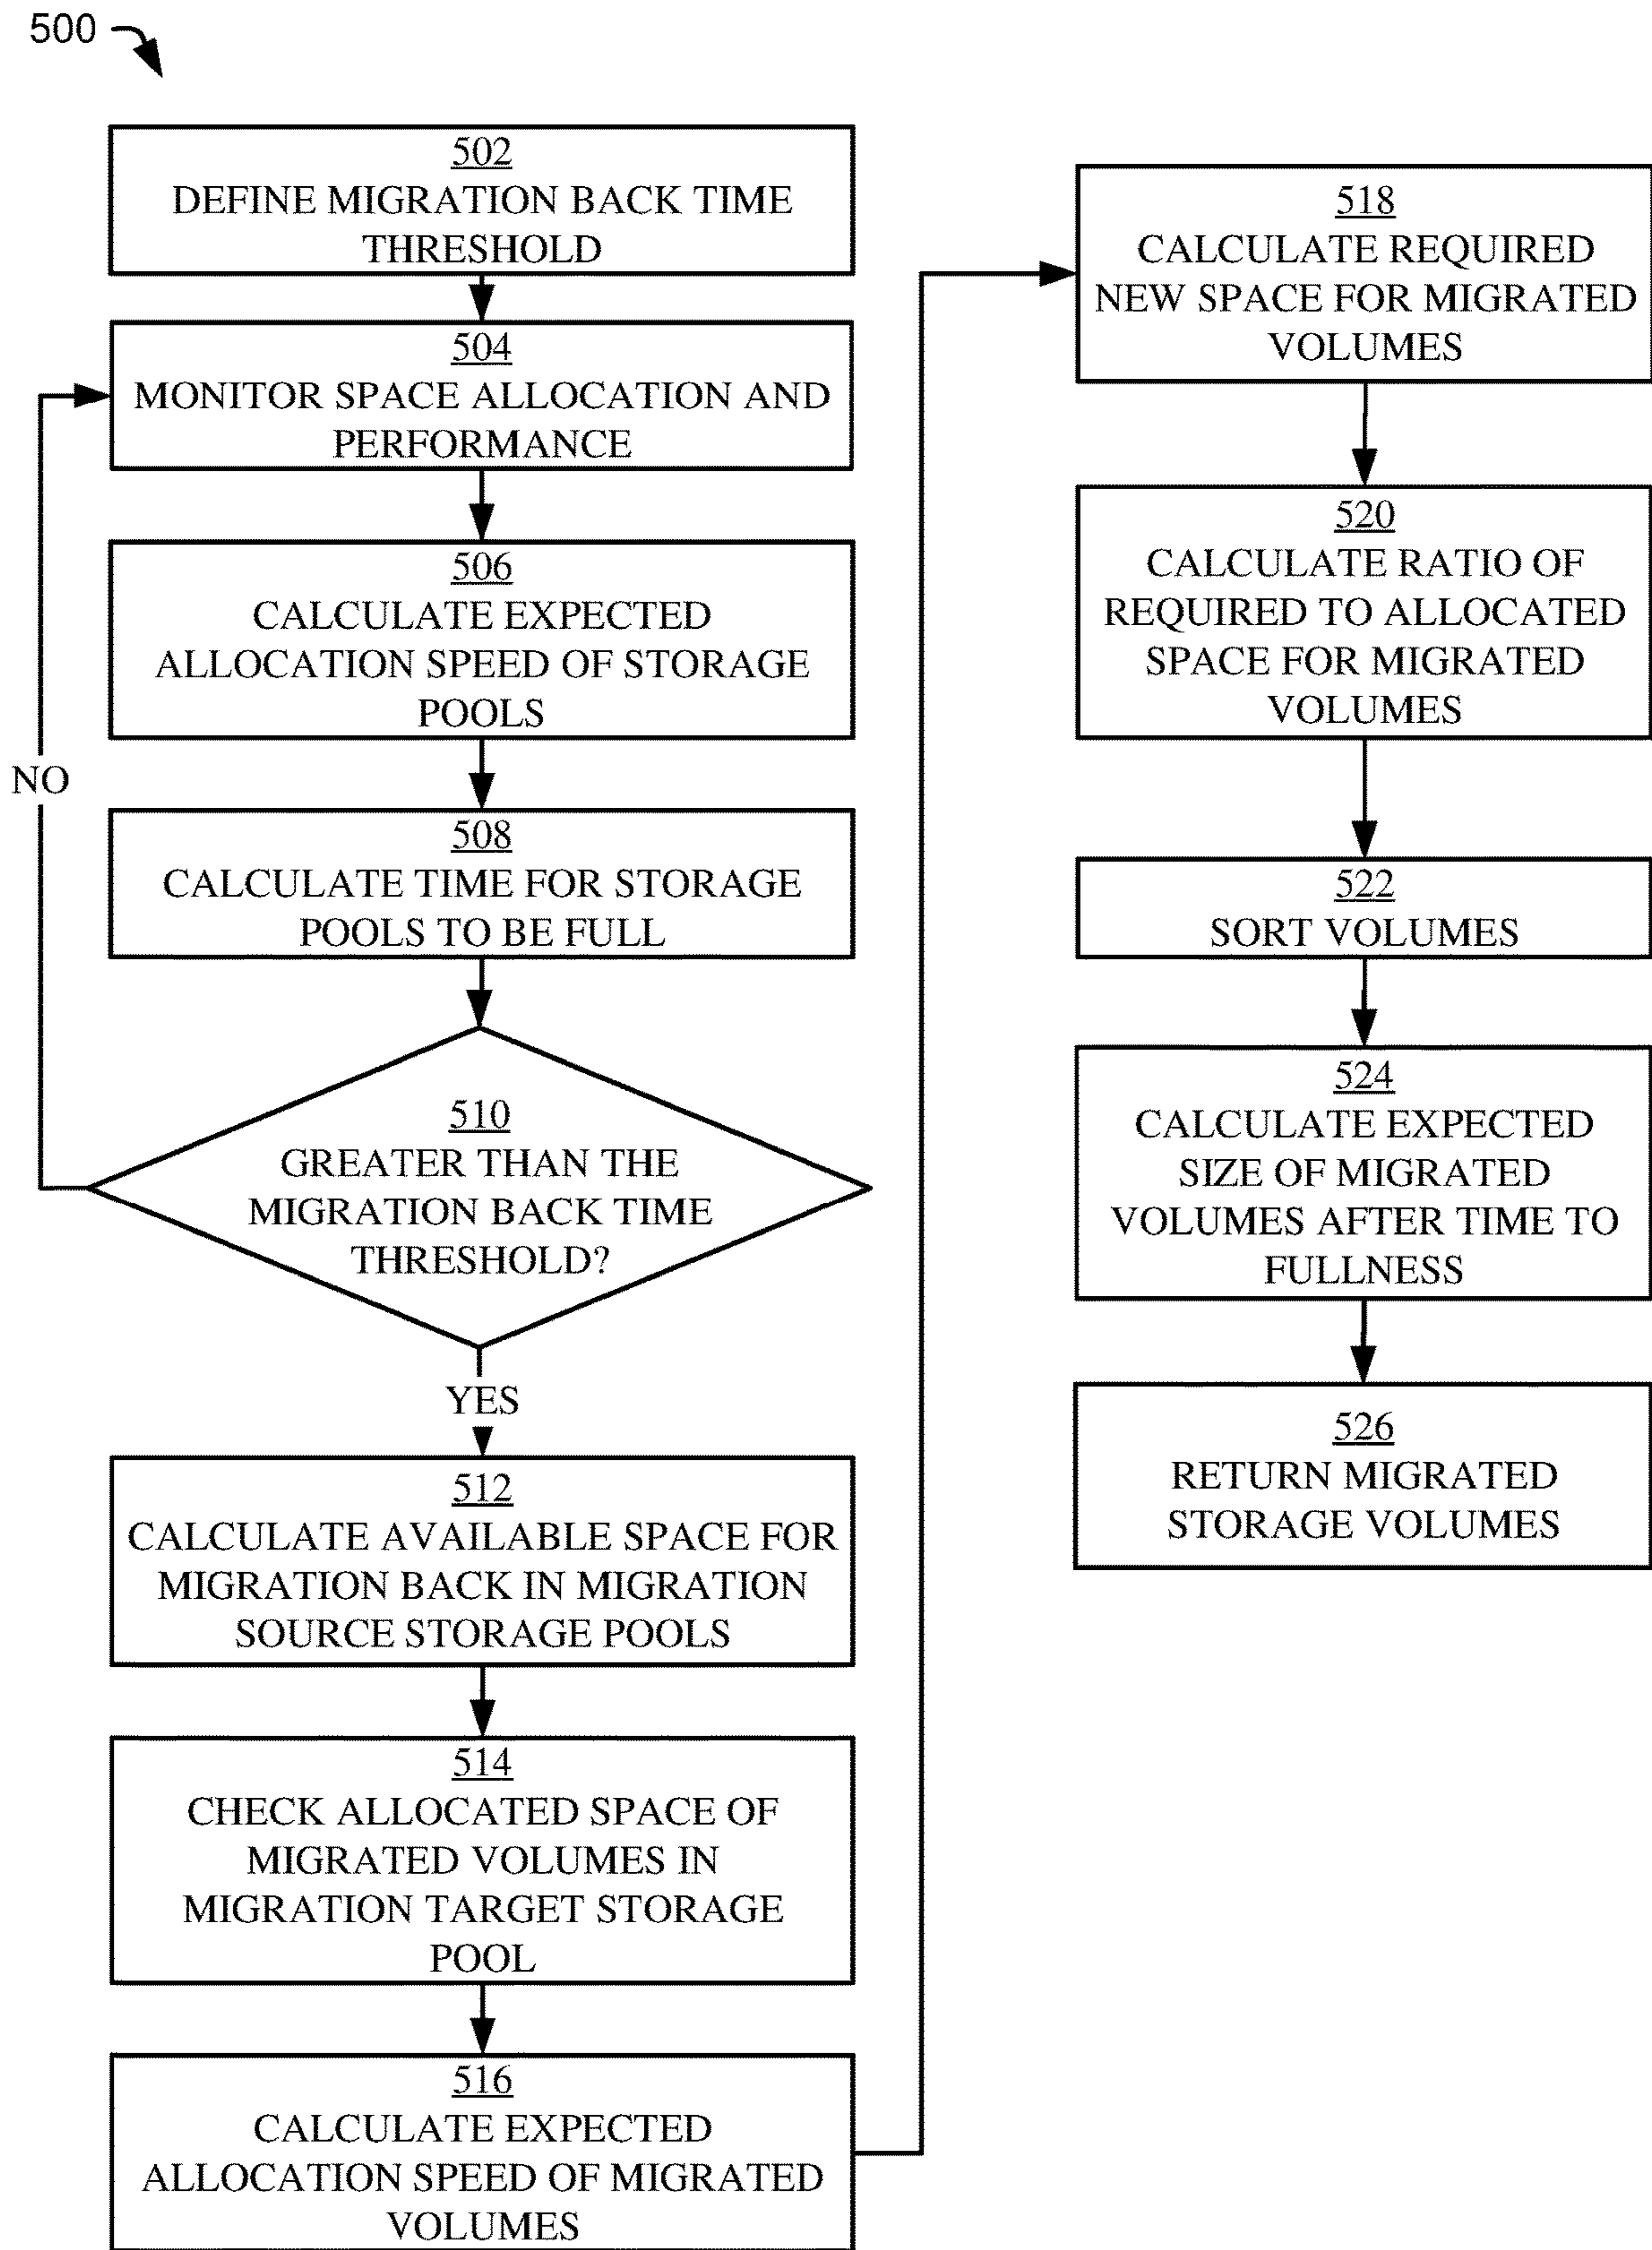 500
502
DEFINE MIGRATION BACK TIME
THRESHOLD
504
MONITOR SPACE ALLOCATION AND
PERFORMANCE
506
CALCULATE EXPECTED
ALLOCATION SPEED OF STORAGE
POOLS
NO
508
CALCULATE TIME FOR STORAGE
POOLS TO BE FULL
510
GREATER THAN THE
MIGRATION BACK TIME
THRESHOLD?
YES
512
CALCULATE AVAILABLE SPACE FOR
MIGRATION BACK IN MIGRATION
SOURCE STORAGE POOLS
514
CHECK ALLOCATED SPACE OF
MIGRATED VOLUMES IN
MIGRATION TARGET STORAGE
POOL
516
CALCULATE EXPECTED
ALLOCATION SPEED OF MIGRATED
VOLUMES
518
CALCULATE REQUIRED
NEW SPACE FOR MIGRATED
VOLUMES
520
CALCULATE RATIO OF
REQUIRED TO ALLOCATED
SPACE FOR MIGRATED
VOLUMES
522
SORT VOLUMES
524
CALCULATE EXPECTED
SIZE OF MIGRATED
VOLUMES AFTER TIME TO
FULLNESS
526
RETURN MIGRATED
STORAGE VOLUMES